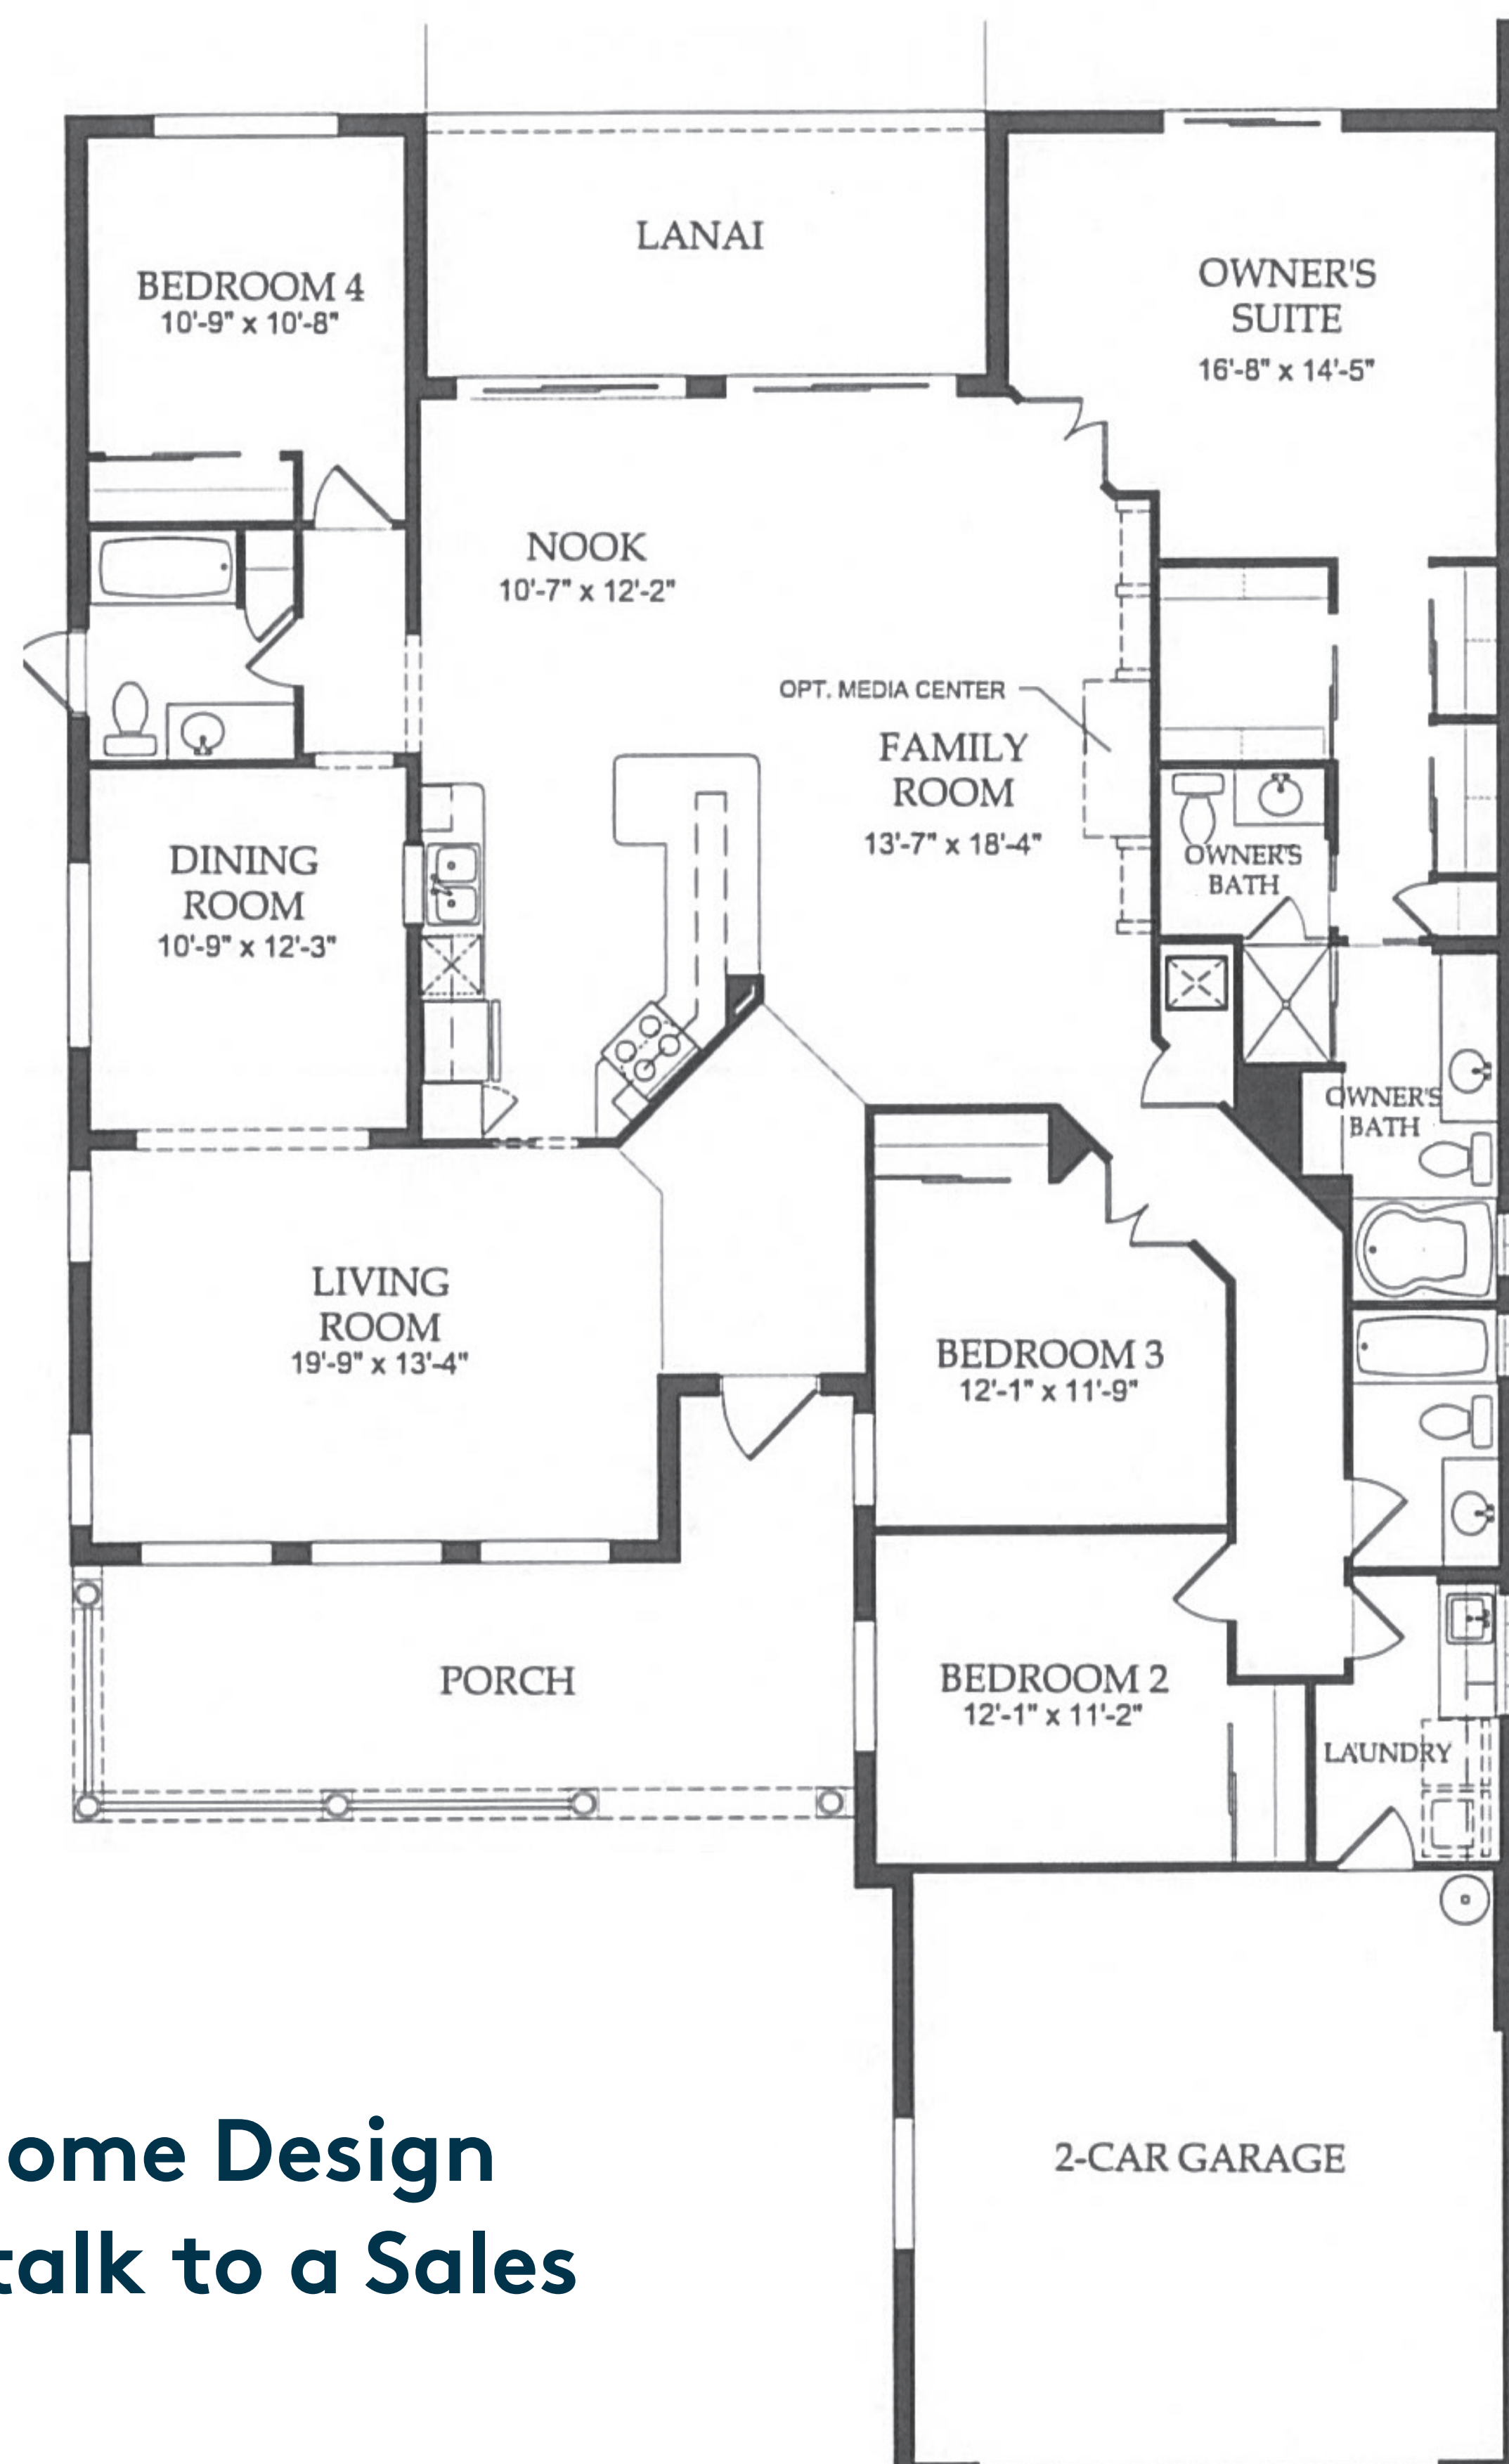 LANAI
BEDROOM 4
10'-9" x 10'-8"
OWNER'S
SUITE
16'-8" x 14'-5"
NOOK
10'-7" x 12'-2"
OPT. MEDIA CENTER
FAMILY
ROOM
13'-7" x 18'-4"
DINING
ROOM
10'-9" x 12'-3"
OWNER'S
BATH
OWNER'S
BATH
LIVING
ROOM
19'-9" x 13'-4"
BEDROOM 3
12'-1" x 11'-9"
PORCH
BEDROOM 2
12'-1" x 11'-2"
LAUNDRY
2-CAR GARAGE
ome Design
talk to a Sales